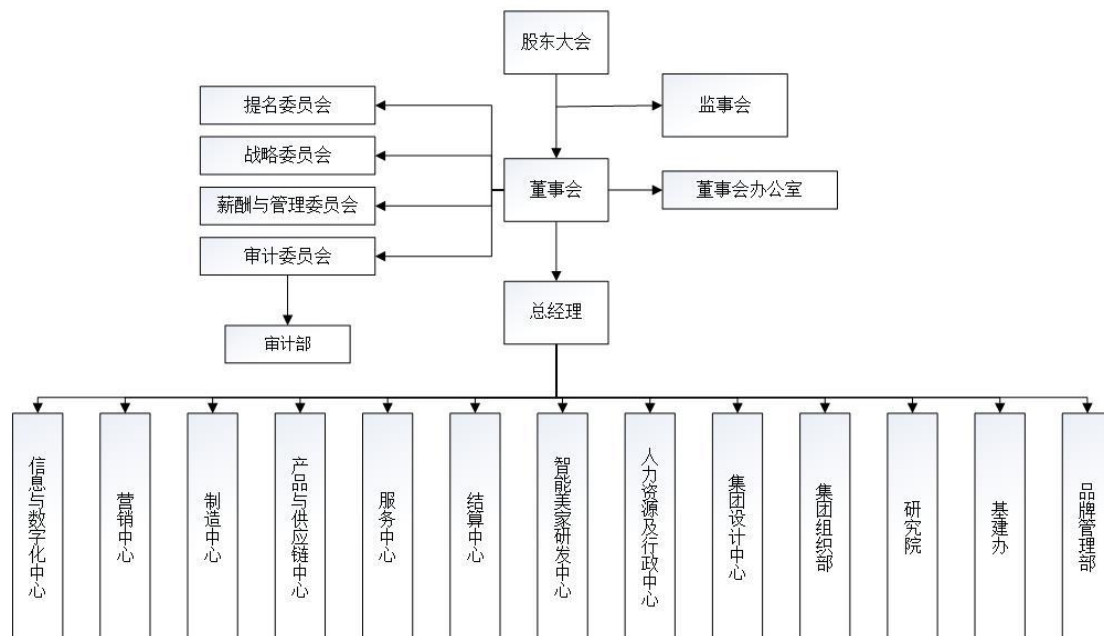 股东大会
提名委员会
监事会
战略委员会
董事会
董事会办公室
薪酬与管理委员会
审计委员会
总经理
审计部
信息与数字化中心
营销中心
制造中心
产品与供应链中心
服务中心
结算中心
智能美家研发中心
人力资源及行政中心
集团设计中心
集团组织部
研究院
基建办
品牌管理部